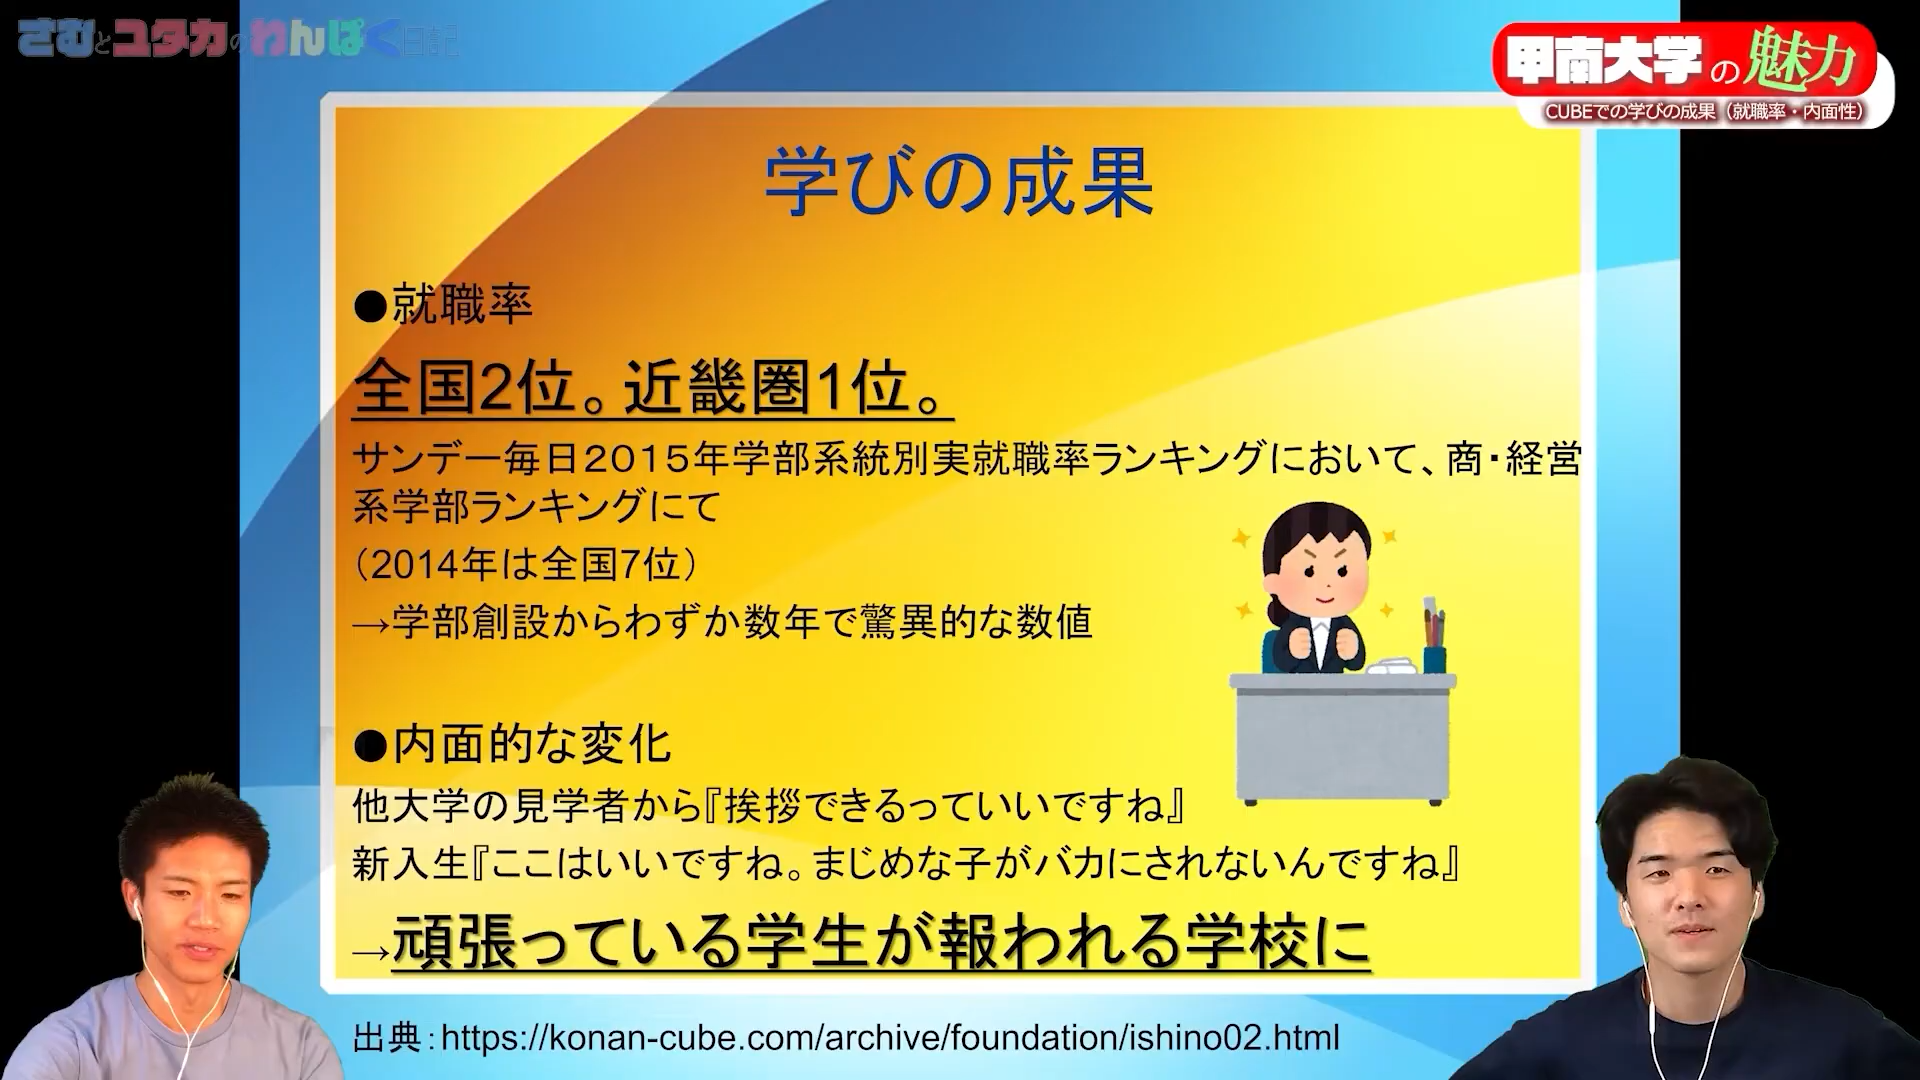 さむとユタカのわんぱく日記
甲南大学の魅力
CUBEでの学びの成果（就職率・内面性）
学びの成果
●就職率
全国2位。近畿圏1位。
サンデー毎日２０１５年学部系統別実就職率ランキングにおいて、商・経営
系学部ランキングにて
（2014年は全国7位）
→学部創設からわずか数年で驚異的な数値
●内面的な変化
他大学の見学者から『挨拶できるっていいですね』
新入生『ここはいいですね。まじめな子がバカにされないんですね』
→頑張っている学生が報われる学校に
出典：https://konan-cube.com/archive/foundation/ishino02.html